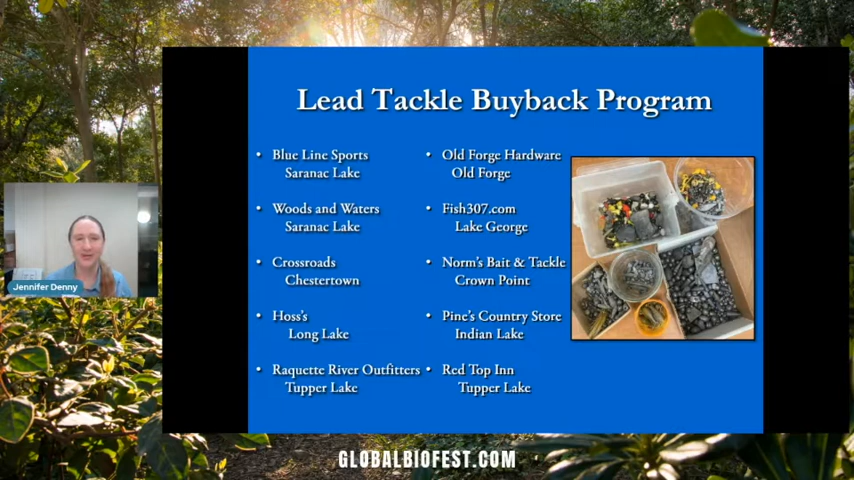 Lead Tackle Buyback Program
• Blue Line Sports
Saranac Lake
• Woods and Waters
Saranac Lake
• Crossroads
Chestertown
• Hoss's
Long Lake
• Raquette River Outfitters
Tupper Lake
• Old Forge Hardware
Old Forge
• Fish307.com
Lake George
• Norm's Bait & Tackle
Crown Point
• Pine's Country Store
Indian Lake
• Red Top Inn
Tupper Lake
Jennifer Denny
GLOBALBIOFEST.COM